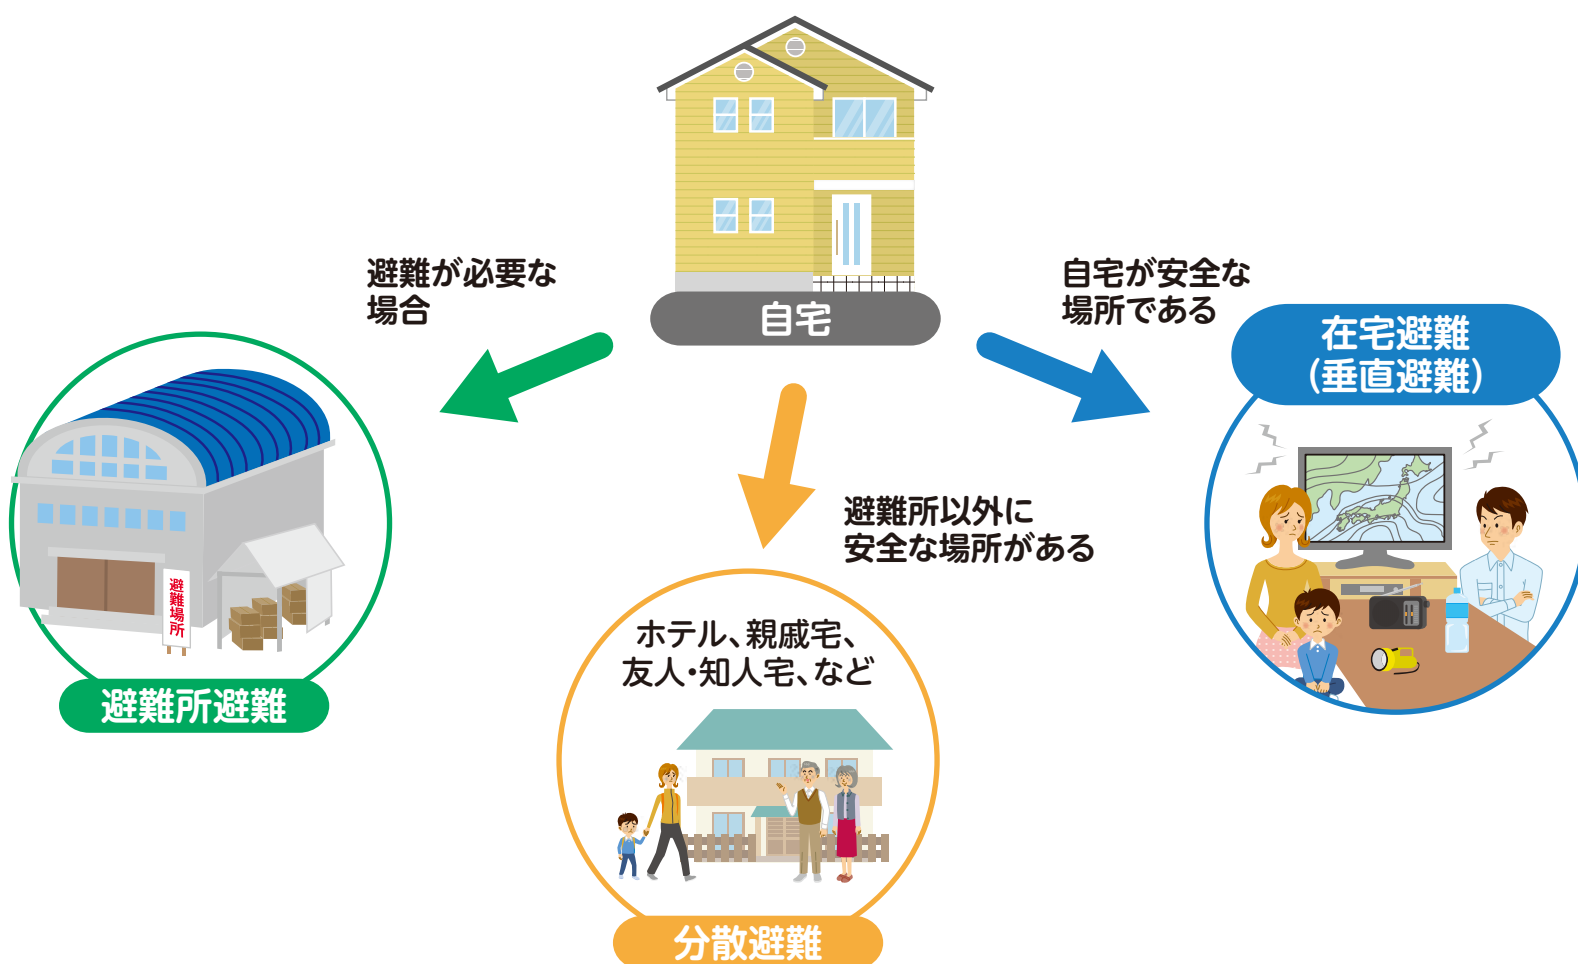 自宅
避難が必要な
場合
自宅が安全な
場所である
避難所以外に
安全な場所がある
避難場所
避難所避難
ホテル、親戚宅、
友人・知人宅、など
分散避難
在宅避難
(垂直避難)